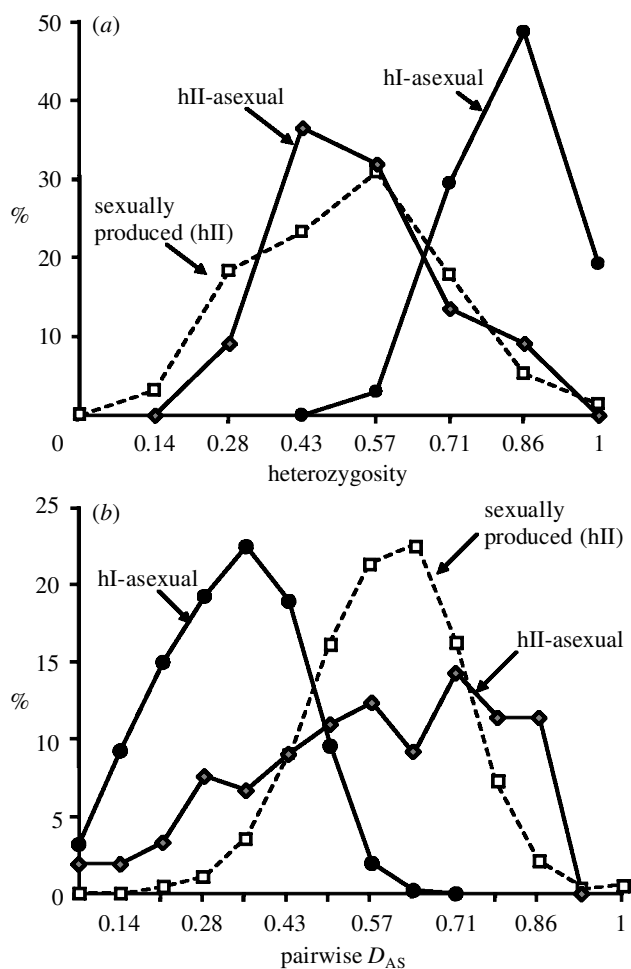 50
(a)
hI-asexual
hII-asexual
40
30
%
sexually
produced (hII)
20
10
0 0.14 0.28 0.43 0.57 0.71 0.86 1
heterozygosity
25
(b)
sexually
produced (hII)
20
hI-asexual
hII-asexual
15
%
10
5
0
0.14 0.28 0.43 0.57 0.71 0.86 1
pairwise DAS